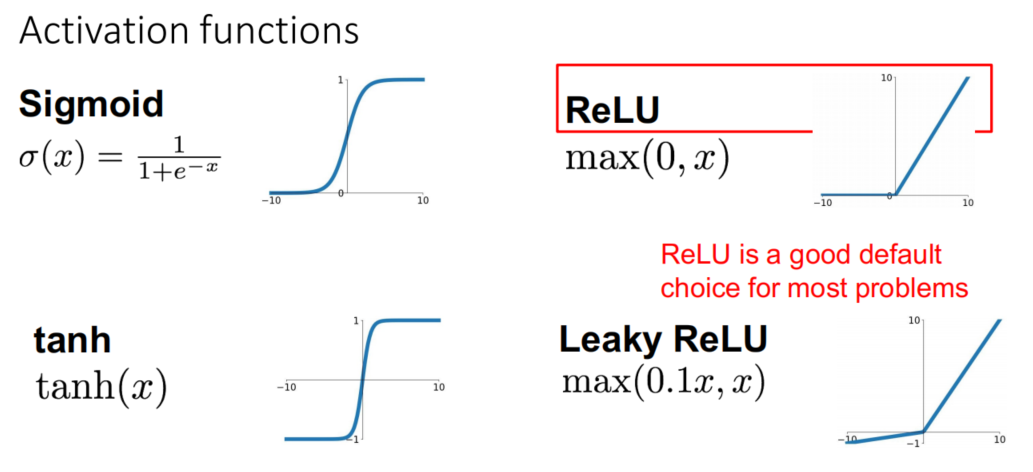 Activation functions
Sigmoid
σ(x) = 1/(1+e^{-x})
1
0
−10
10
ReLU
max(0, x)
10
0
−10
10
ReLU is a good default
choice for most problems
tanh
tanh(x)
1
−10
10
−1
Leaky ReLU
max(0.1x, x)
10
−10
−1
10